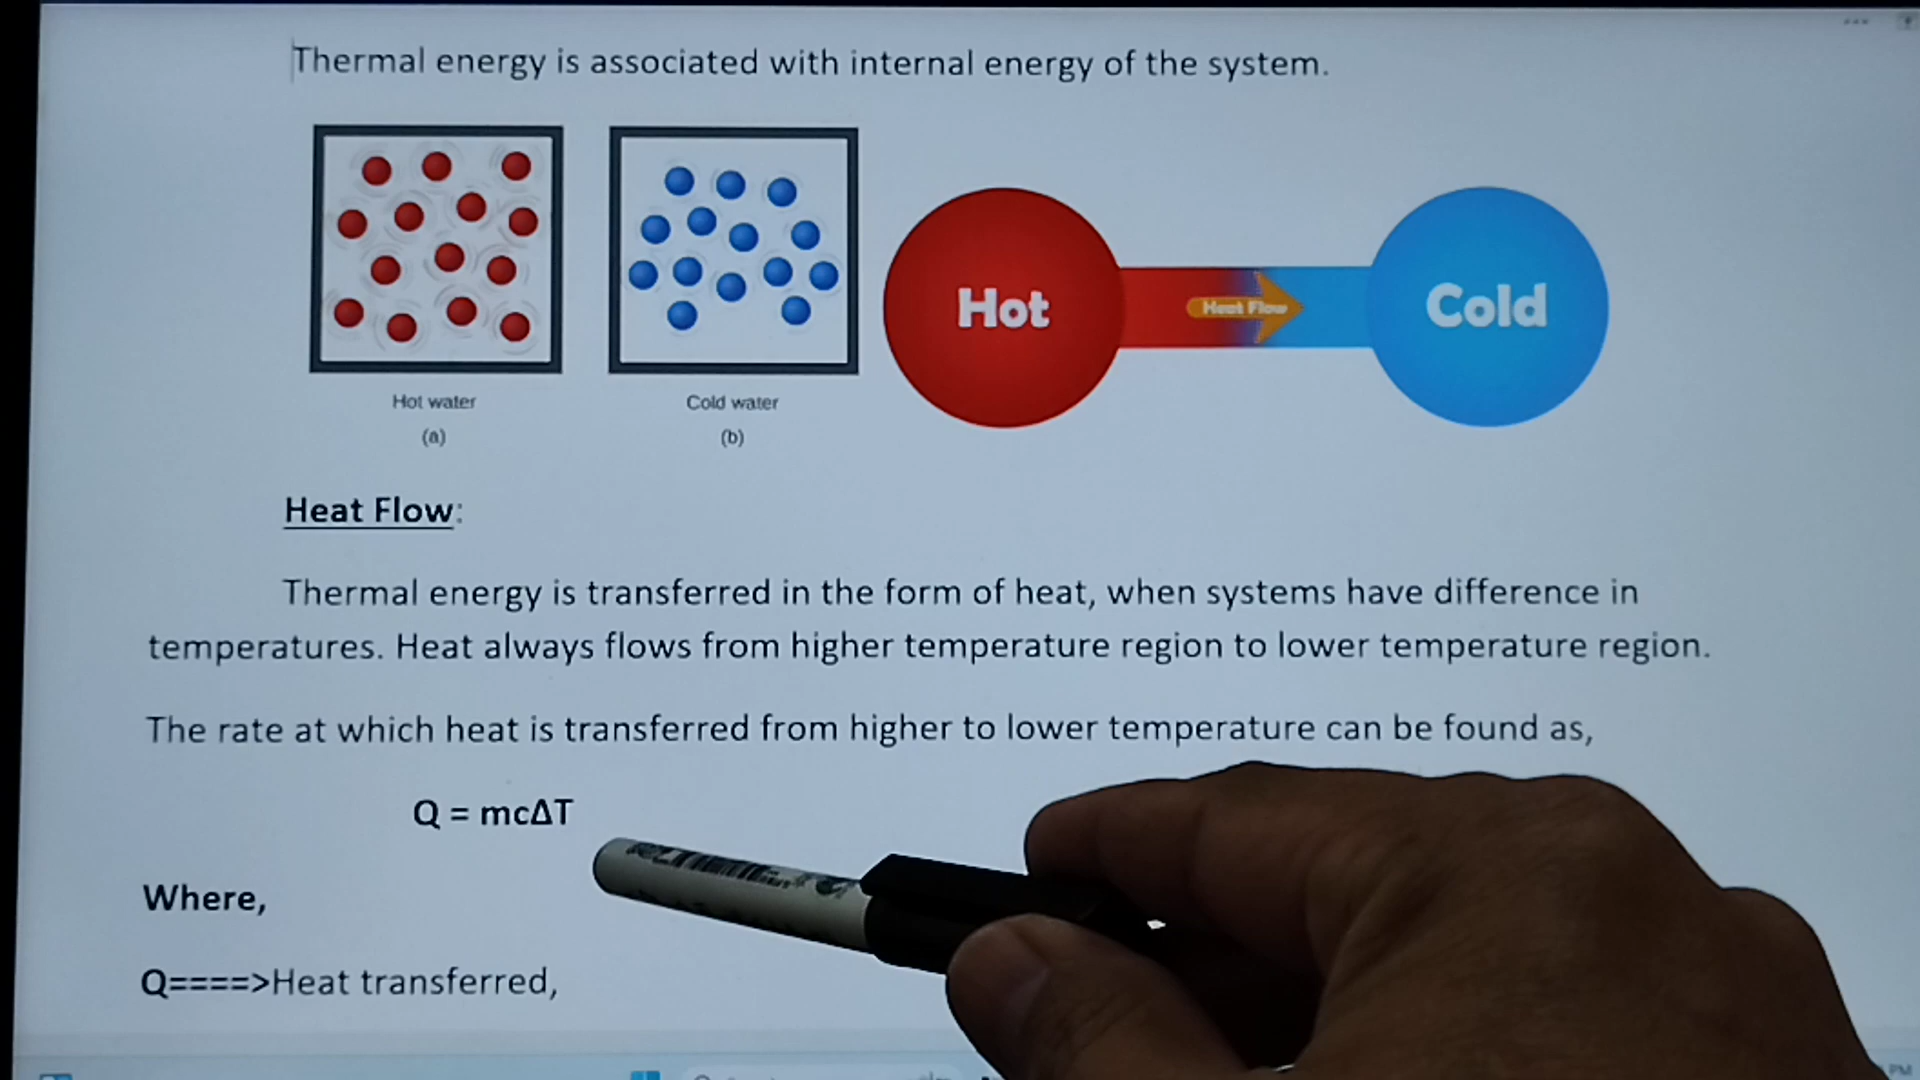 Thermal energy is associated with internal energy of the system.
Hot
Heat Flow
Cold
Hot water
Cold water
(a)
(b)
Heat Flow:
Thermal energy is transferred in the form of heat, when systems have difference in
temperatures. Heat always flows from higher temperature region to lower temperature region.
The rate at which heat is transferred from higher to lower temperature can be found as,
Q = mcΔT
Where,
Q====>Heat transferred,
PM